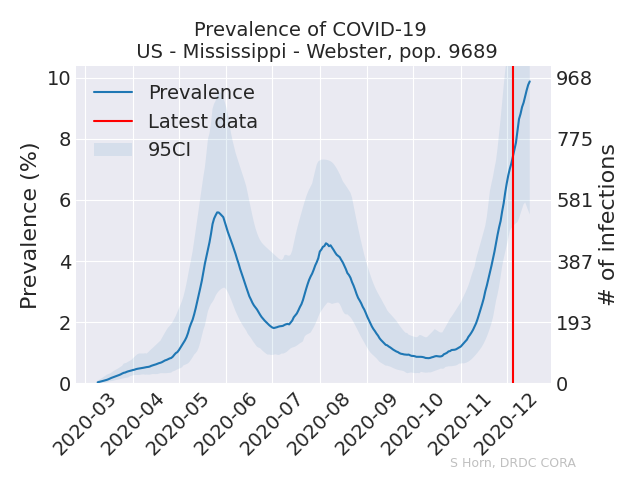 Prevalence of COVID-19
US - Mississippi - Webster, pop. 9689
Prevalence
Latest data
95CI
Prevalence (%)
10
8
6
4
2
0
968
775
581
387
193
0
# of infections
2020-03
2020-04
2020-05
2020-06
2020-07
2020-08
2020-09
2020-10
2020-11
2020-12
S Horn, DRDC CORA